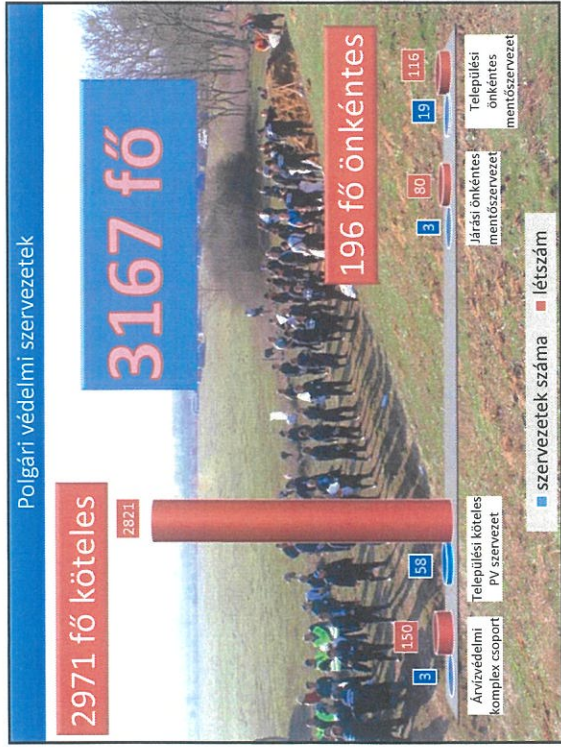 Polgári védelmi szervezetek
2971 fő köteles
3167 fő
2821
196 fő önkéntes
3
150
58
3
80
19
116
Árvízvédelmi
komplex csoport
Települési köteles
PV szervezet
Járási önkéntes
mentőszervezet
Települési
önkéntes
mentőszervezet
szervezetek száma
létszám